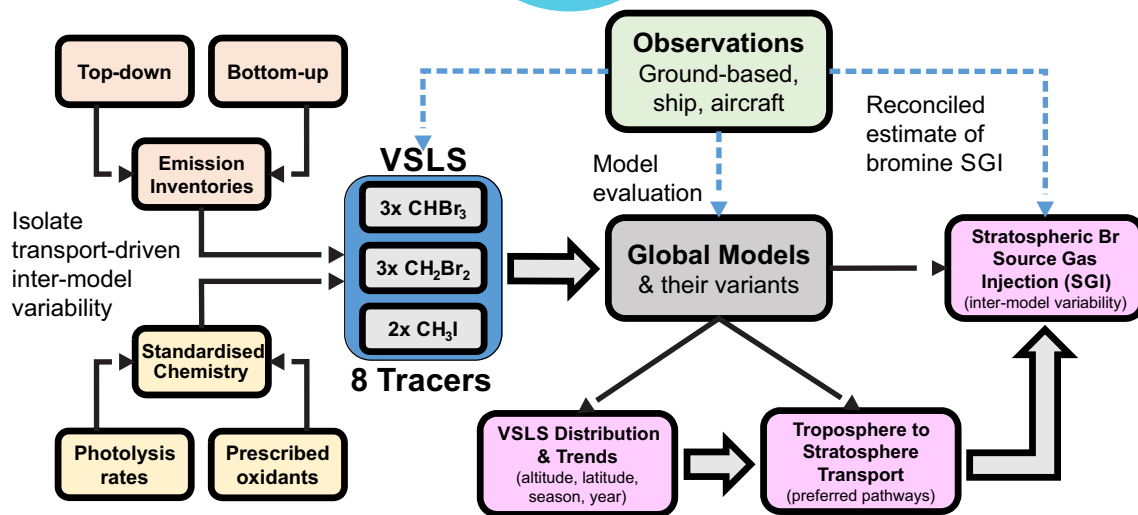 Top-down
Bottom-up
Emission
Inventories
Isolate
transport-driven
inter-model
variability
Standardised
Chemistry
Photolysis
rates
Prescribed
oxidants
VSLS
3x CHBr₃
3x CH₂Br₂
2x CH₃I
8 Tracers
Observations
Ground-based,
ship, aircraft
Model
evaluation
Reconciled
estimate of
bromine SGI
Global Models
& their variants
Stratospheric Br
Source Gas
Injection (SGI)
(inter-model variability)
VSLS Distribution
& Trends
(altitude, latitude,
season, year)
Troposphere to
Stratosphere
Transport
(preferred pathways)